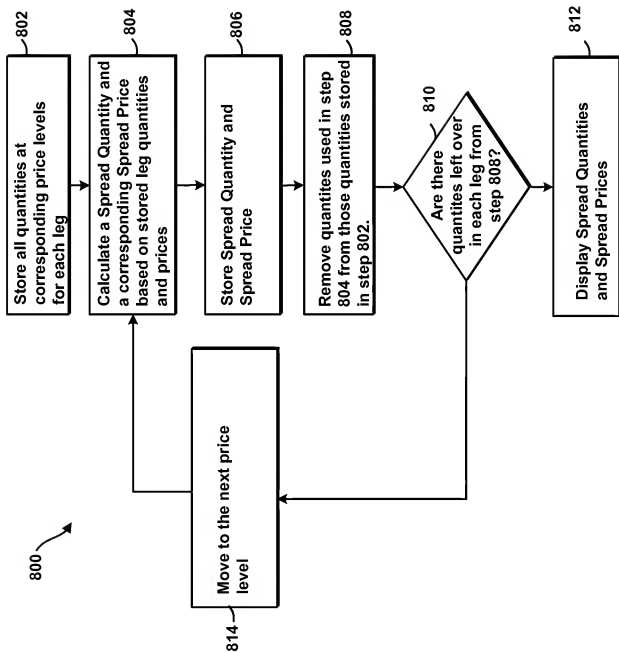 802
Store all quantities at
corresponding price levels
for each leg
804
Calculate a Spread Quantity and
a corresponding Spread Price
based on stored leg quantities
and prices
806
Store Spread Quantity and
Spread Price
808
Remove quantites used in step
804 from those quantities stored
in step 802.
810
Are there
quantites left over
in each leg from
step 808?
812
Display Spread Quantities
and Spread Prices
Move to the next price
level
814
800